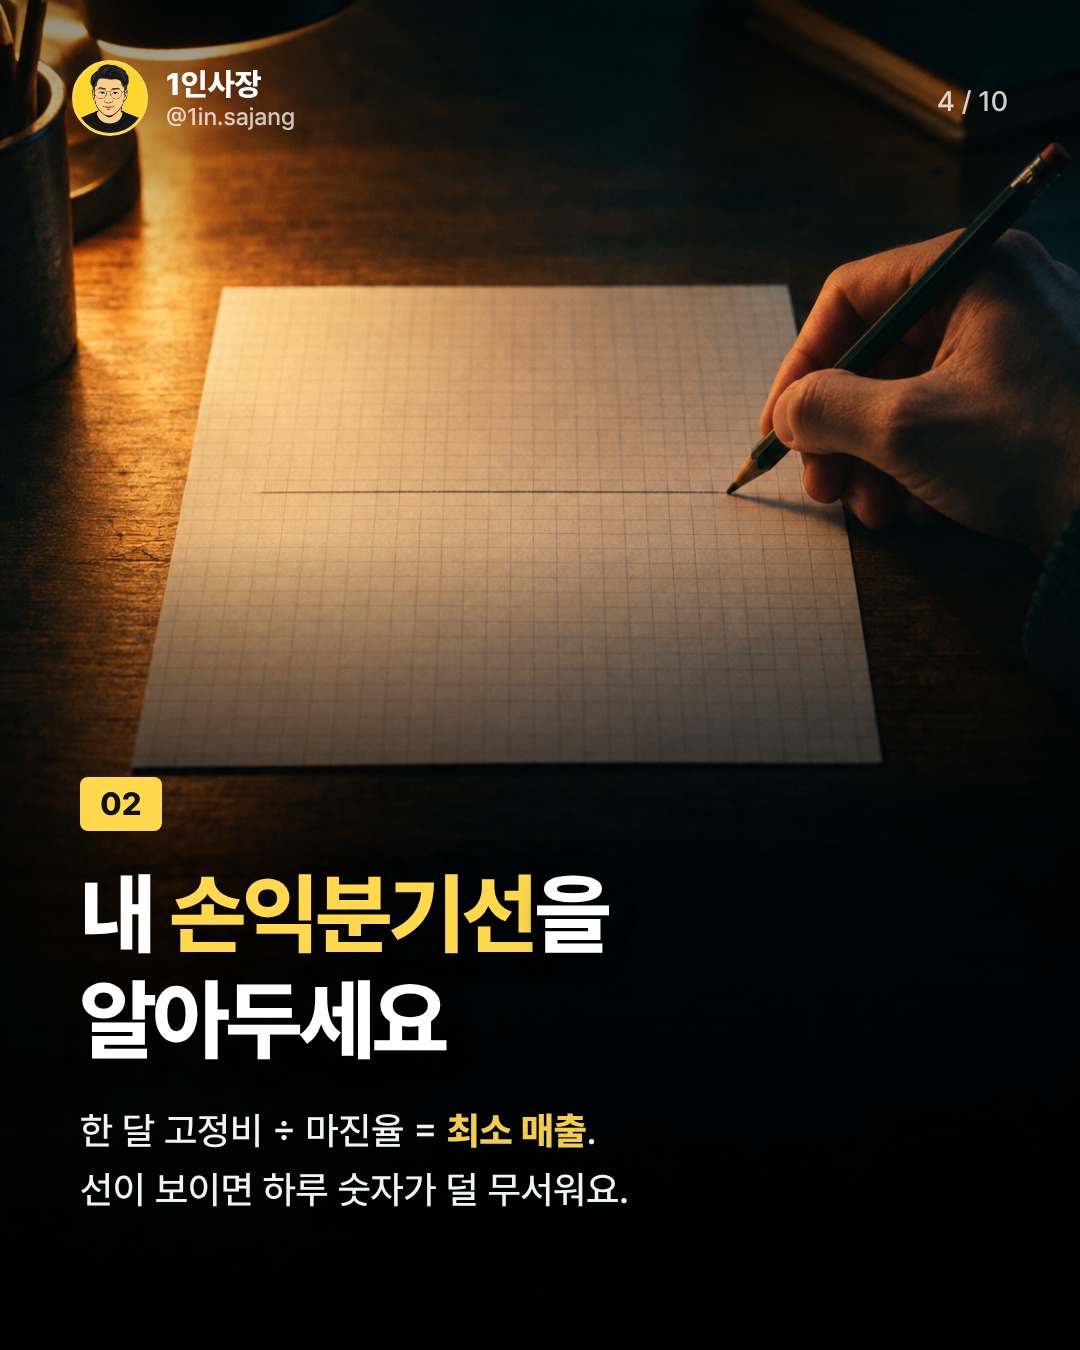 1인사장
@1in.sajang
4 / 10
02
내 손익분기선을
알아두세요
한 달 고정비 ÷ 마진율 = 최소 매출.
선이 보이면 하루 숫자가 덜 무서워요.